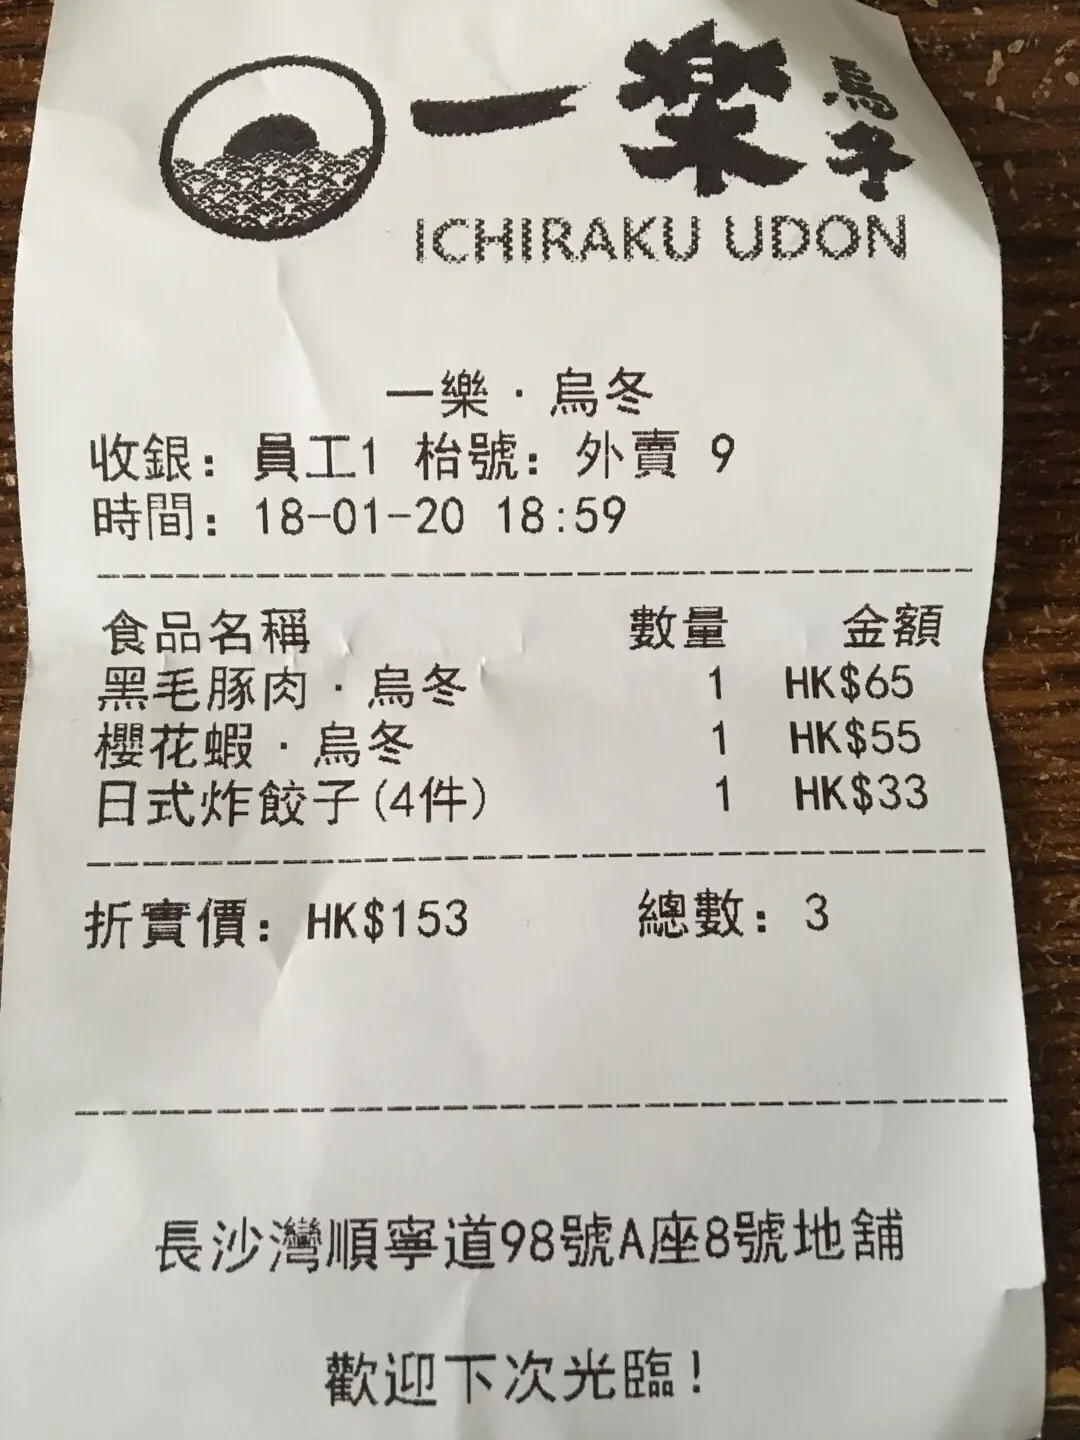 一樂 烏冬
ICHIRAKU UDON
一樂·烏冬
收銀: 員工1 枱號: 外賣 9
時間: 18-01-20 18:59
食品名稱 數量 金額
黑毛豚肉·烏冬 1 HK$65
櫻花蝦·烏冬 1 HK$55
日式炸餃子(4件) 1 HK$33
折實價: HK$153 總數: 3
長沙灣順寧道98號A座8號地舖
歡迎下次光臨!